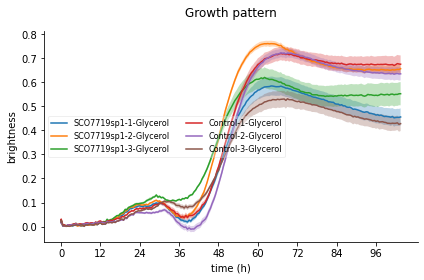 Growth pattern
brightness
0.8
0.7
0.6
0.5
0.4
0.3
0.2
0.1
0.0
SCO7719sp1-1-Glycerol
SCO7719sp1-2-Glycerol
SCO7719sp1-3-Glycerol
Control-1-Glycerol
Control-2-Glycerol
Control-3-Glycerol
0 12 24 36 48 60 72 84 96
time (h)